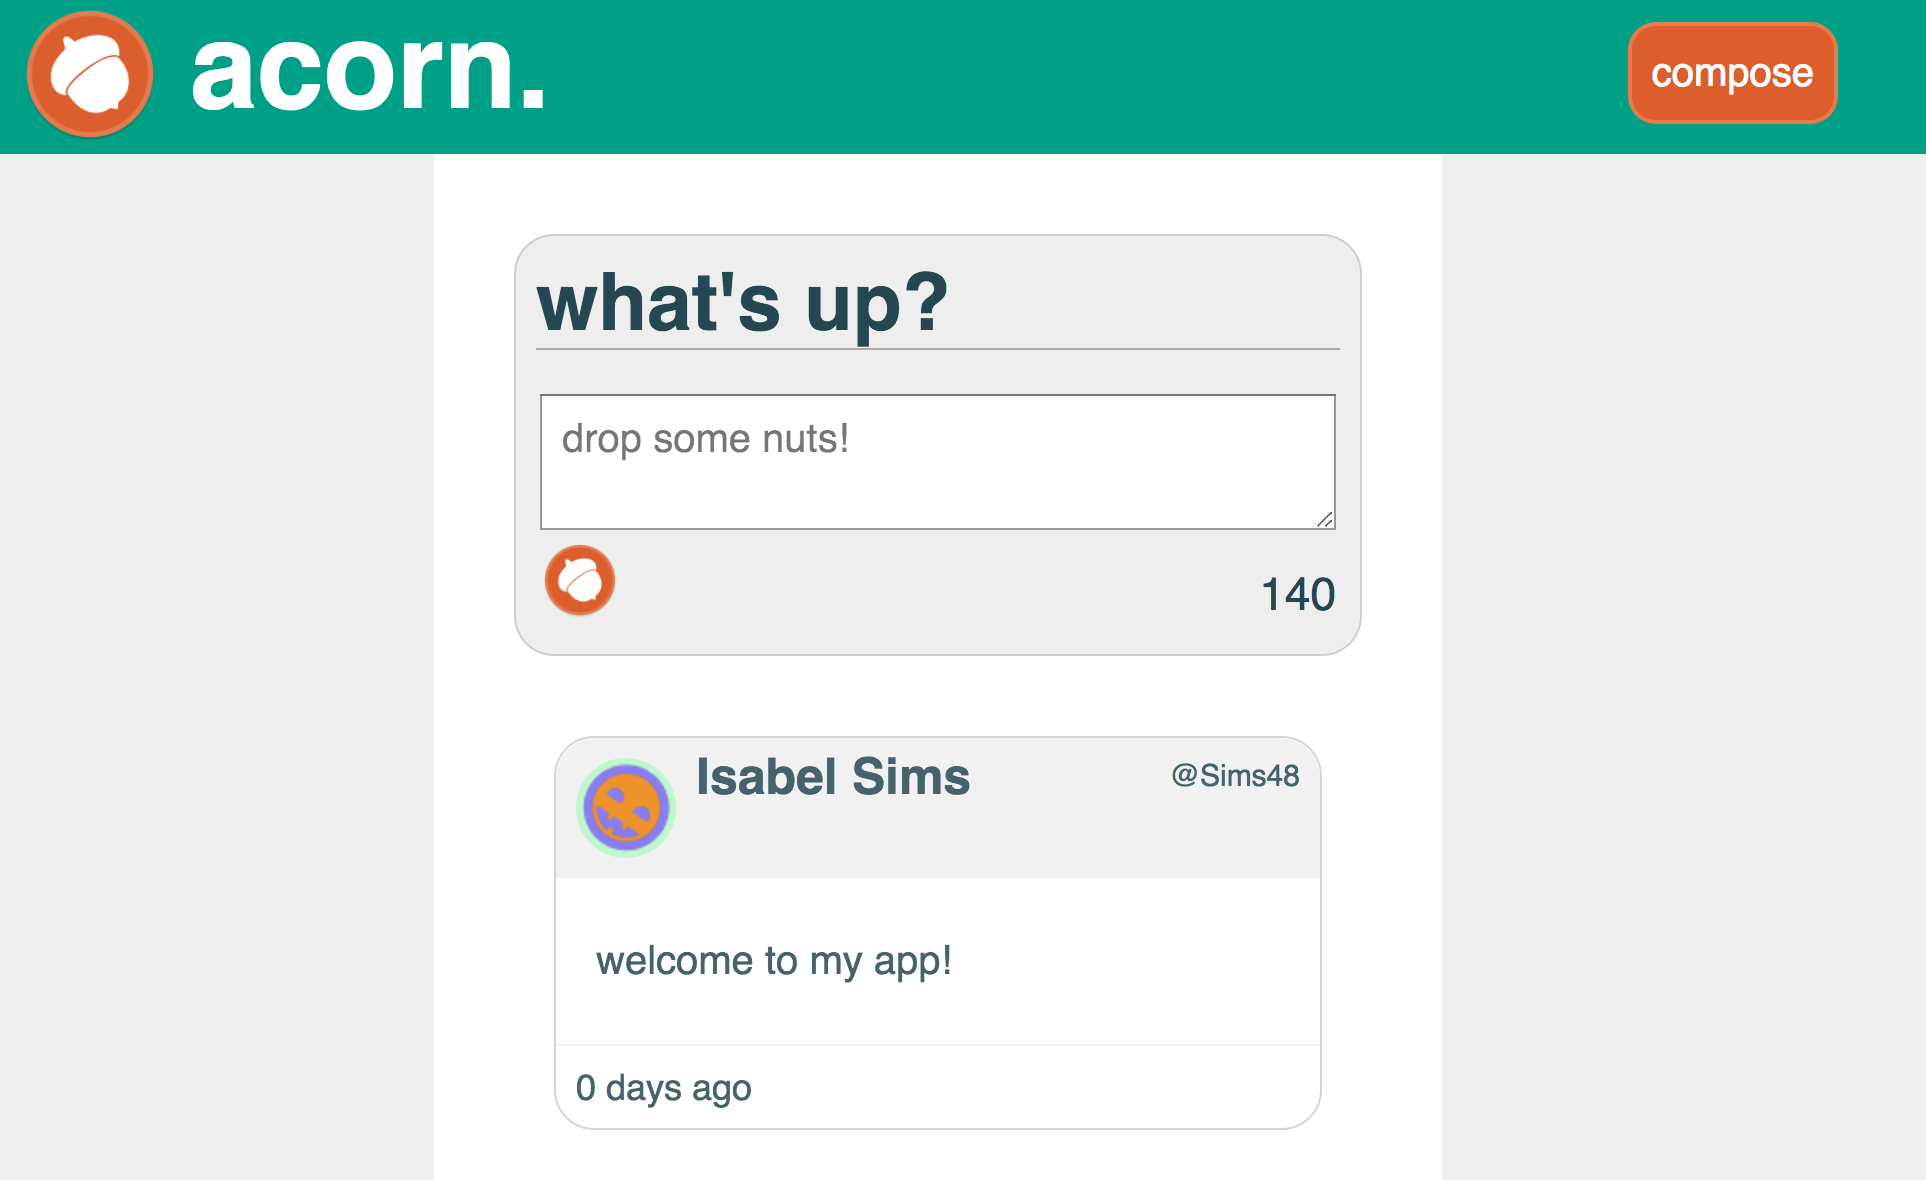 acorn.
compose
what's up?
drop some nuts!
140
Isabel Sims
@Sims48
welcome to my app!
0 days ago